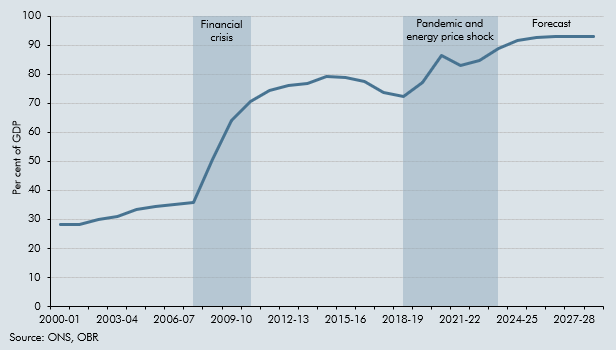 100
90
80
70
60
50
40
30
20
10
0
Per cent of GDP
Financial
crisis
Pandemic and
energy price shock
Forecast
2000-01 2003-04 2006-07 2009-10 2012-13 2015-16 2018-19 2021-22 2024-25 2027-28
Source: ONS, OBR